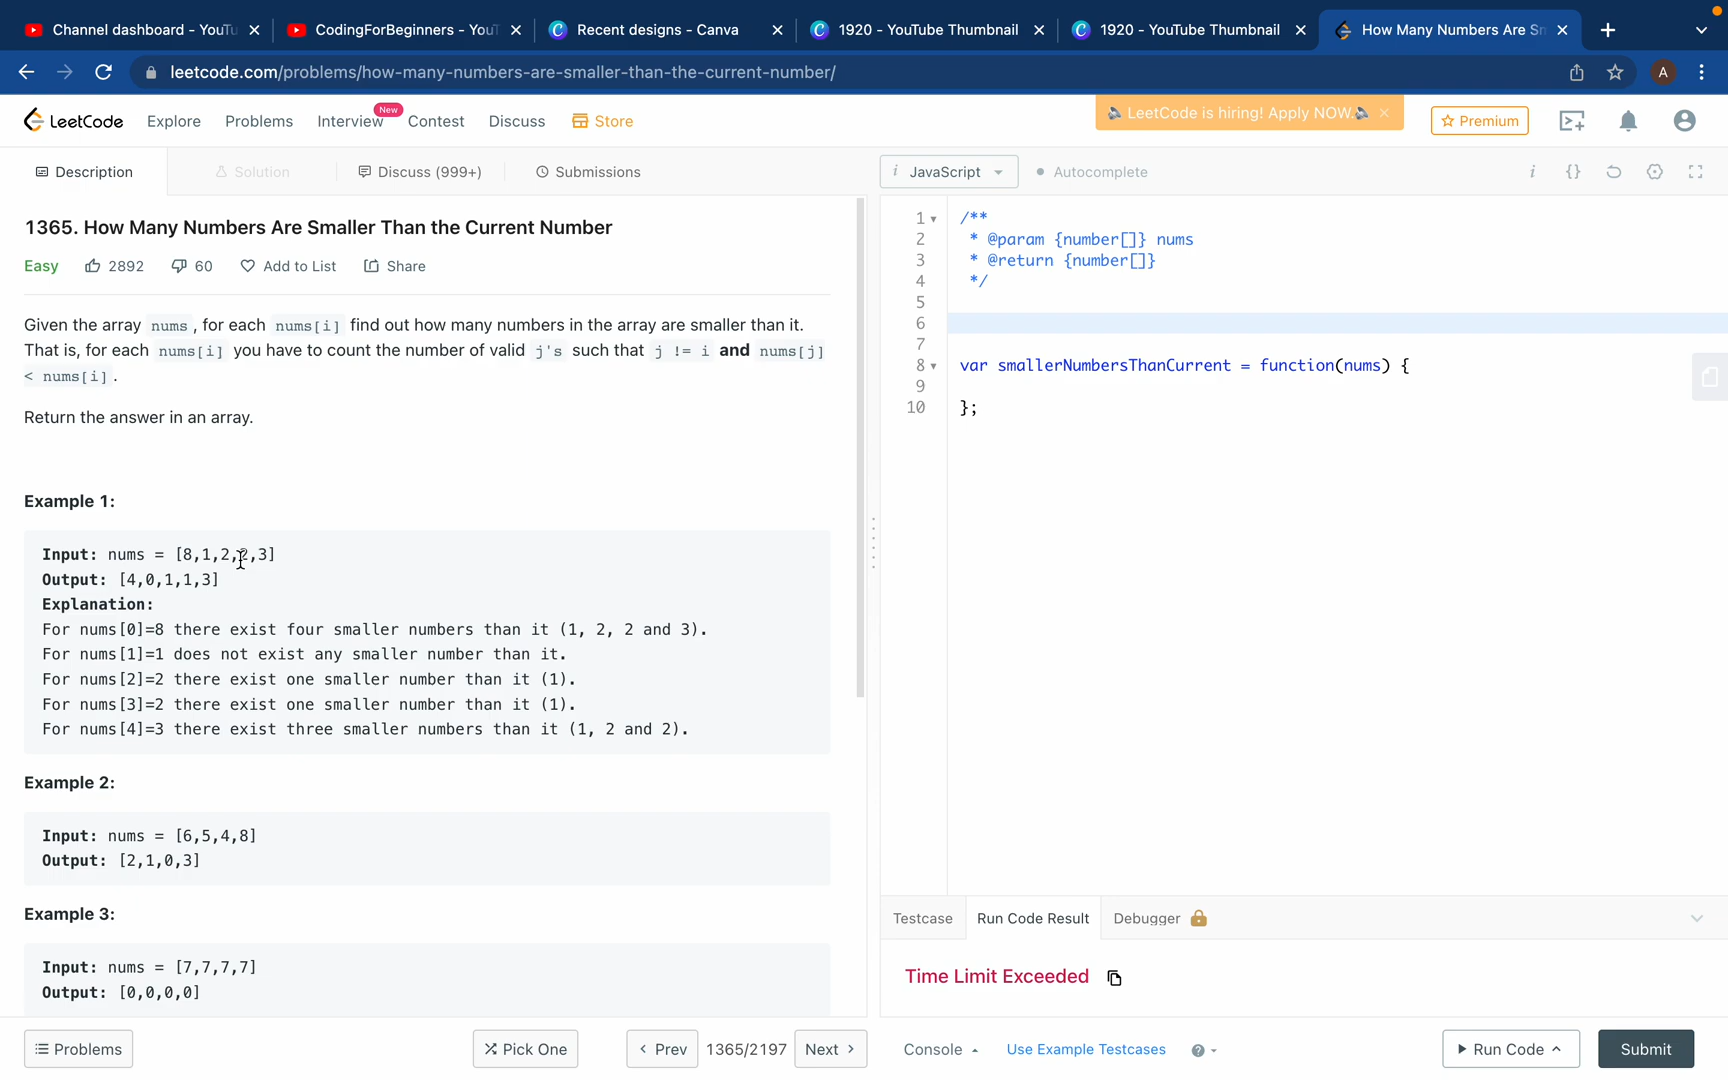 Channel dashboard - YouTu
CodingForBeginners - YouT
Recent designs - Canva
1920 - YouTube Thumbnail
1920 - YouTube Thumbnail
How Many Numbers Are Sm
leetcode.com/problems/how-many-numbers-are-smaller-than-the-current-number/
A
LeetCode
Explore
Problems
Interview
New
Contest
Discuss
Store
LeetCode is hiring! Apply NOW.
Premium
Description
Solution
Discuss (999+)
Submissions
i JavaScript
Autocomplete
1365. How Many Numbers Are Smaller Than the Current Number
Easy 2892 60 Add to List Share
Given the array nums , for each nums[i] find out how many numbers in the array are smaller than it.
That is, for each nums[i] you have to count the number of valid j's such that j != i and nums[j]
< nums[i] .
Return the answer in an array.
Example 1:
Input: nums = [8,1,2,2,3]
Output: [4,0,1,1,3]
Explanation:
For nums[0]=8 there exist four smaller numbers than it (1, 2, 2 and 3).
For nums[1]=1 does not exist any smaller number than it.
For nums[2]=2 there exist one smaller number than it (1).
For nums[3]=2 there exist one smaller number than it (1).
For nums[4]=3 there exist three smaller numbers than it (1, 2 and 2).
Example 2:
Input: nums = [6,5,4,8]
Output: [2,1,0,3]
Example 3:
Input: nums = [7,7,7,7]
Output: [0,0,0,0]
1 /**
2 * @param {number[]} nums
3 * @return {number[]}
4 */
5
6
7
8 var smallerNumbersThanCurrent = function(nums) {
9
10 };
Testcase
Run Code Result
Debugger
Time Limit Exceeded
Problems
Pick One
< Prev
1365/2197
Next >
Console
Use Example Testcases
?
Run Code
Submit